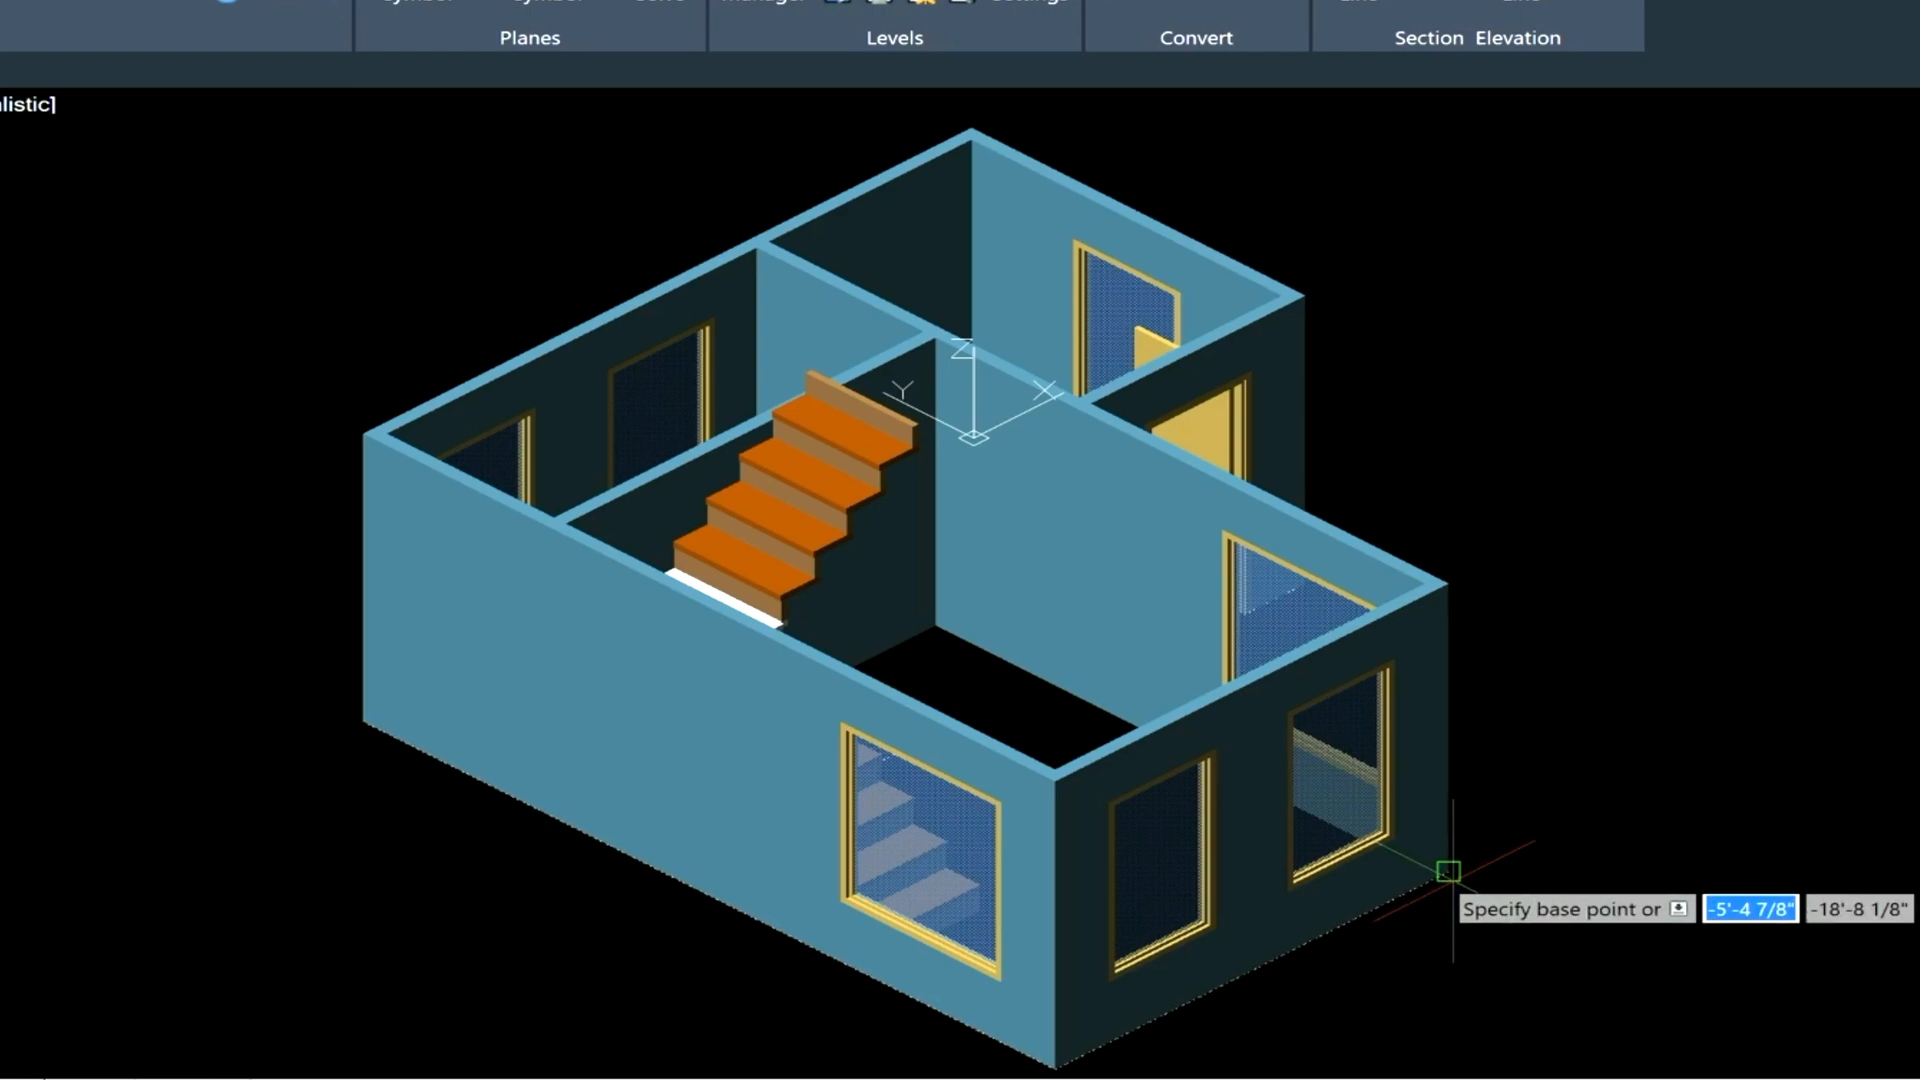 Planes
Levels
Convert
Section Elevation
listic]
Z
Y
X
Specify base point or
-5'-4 7/8"
-18'-8 1/8"